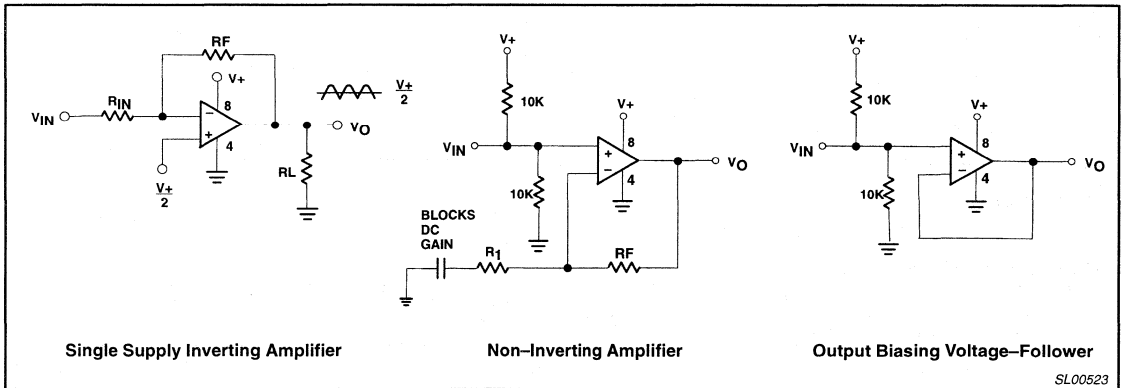 RF
V+
8
RIN
VIN
−
+
4
V+
2
V+
2
VO
RL
Single Supply Inverting Amplifier
V+
10K
V+
8
VIN
+
−
4
VO
10K
BLOCKS
DC
GAIN
R1
RF
Non–Inverting Amplifier
V+
10K
V+
8
VIN
+
−
4
VO
10K
Output Biasing Voltage–Follower
SL00523